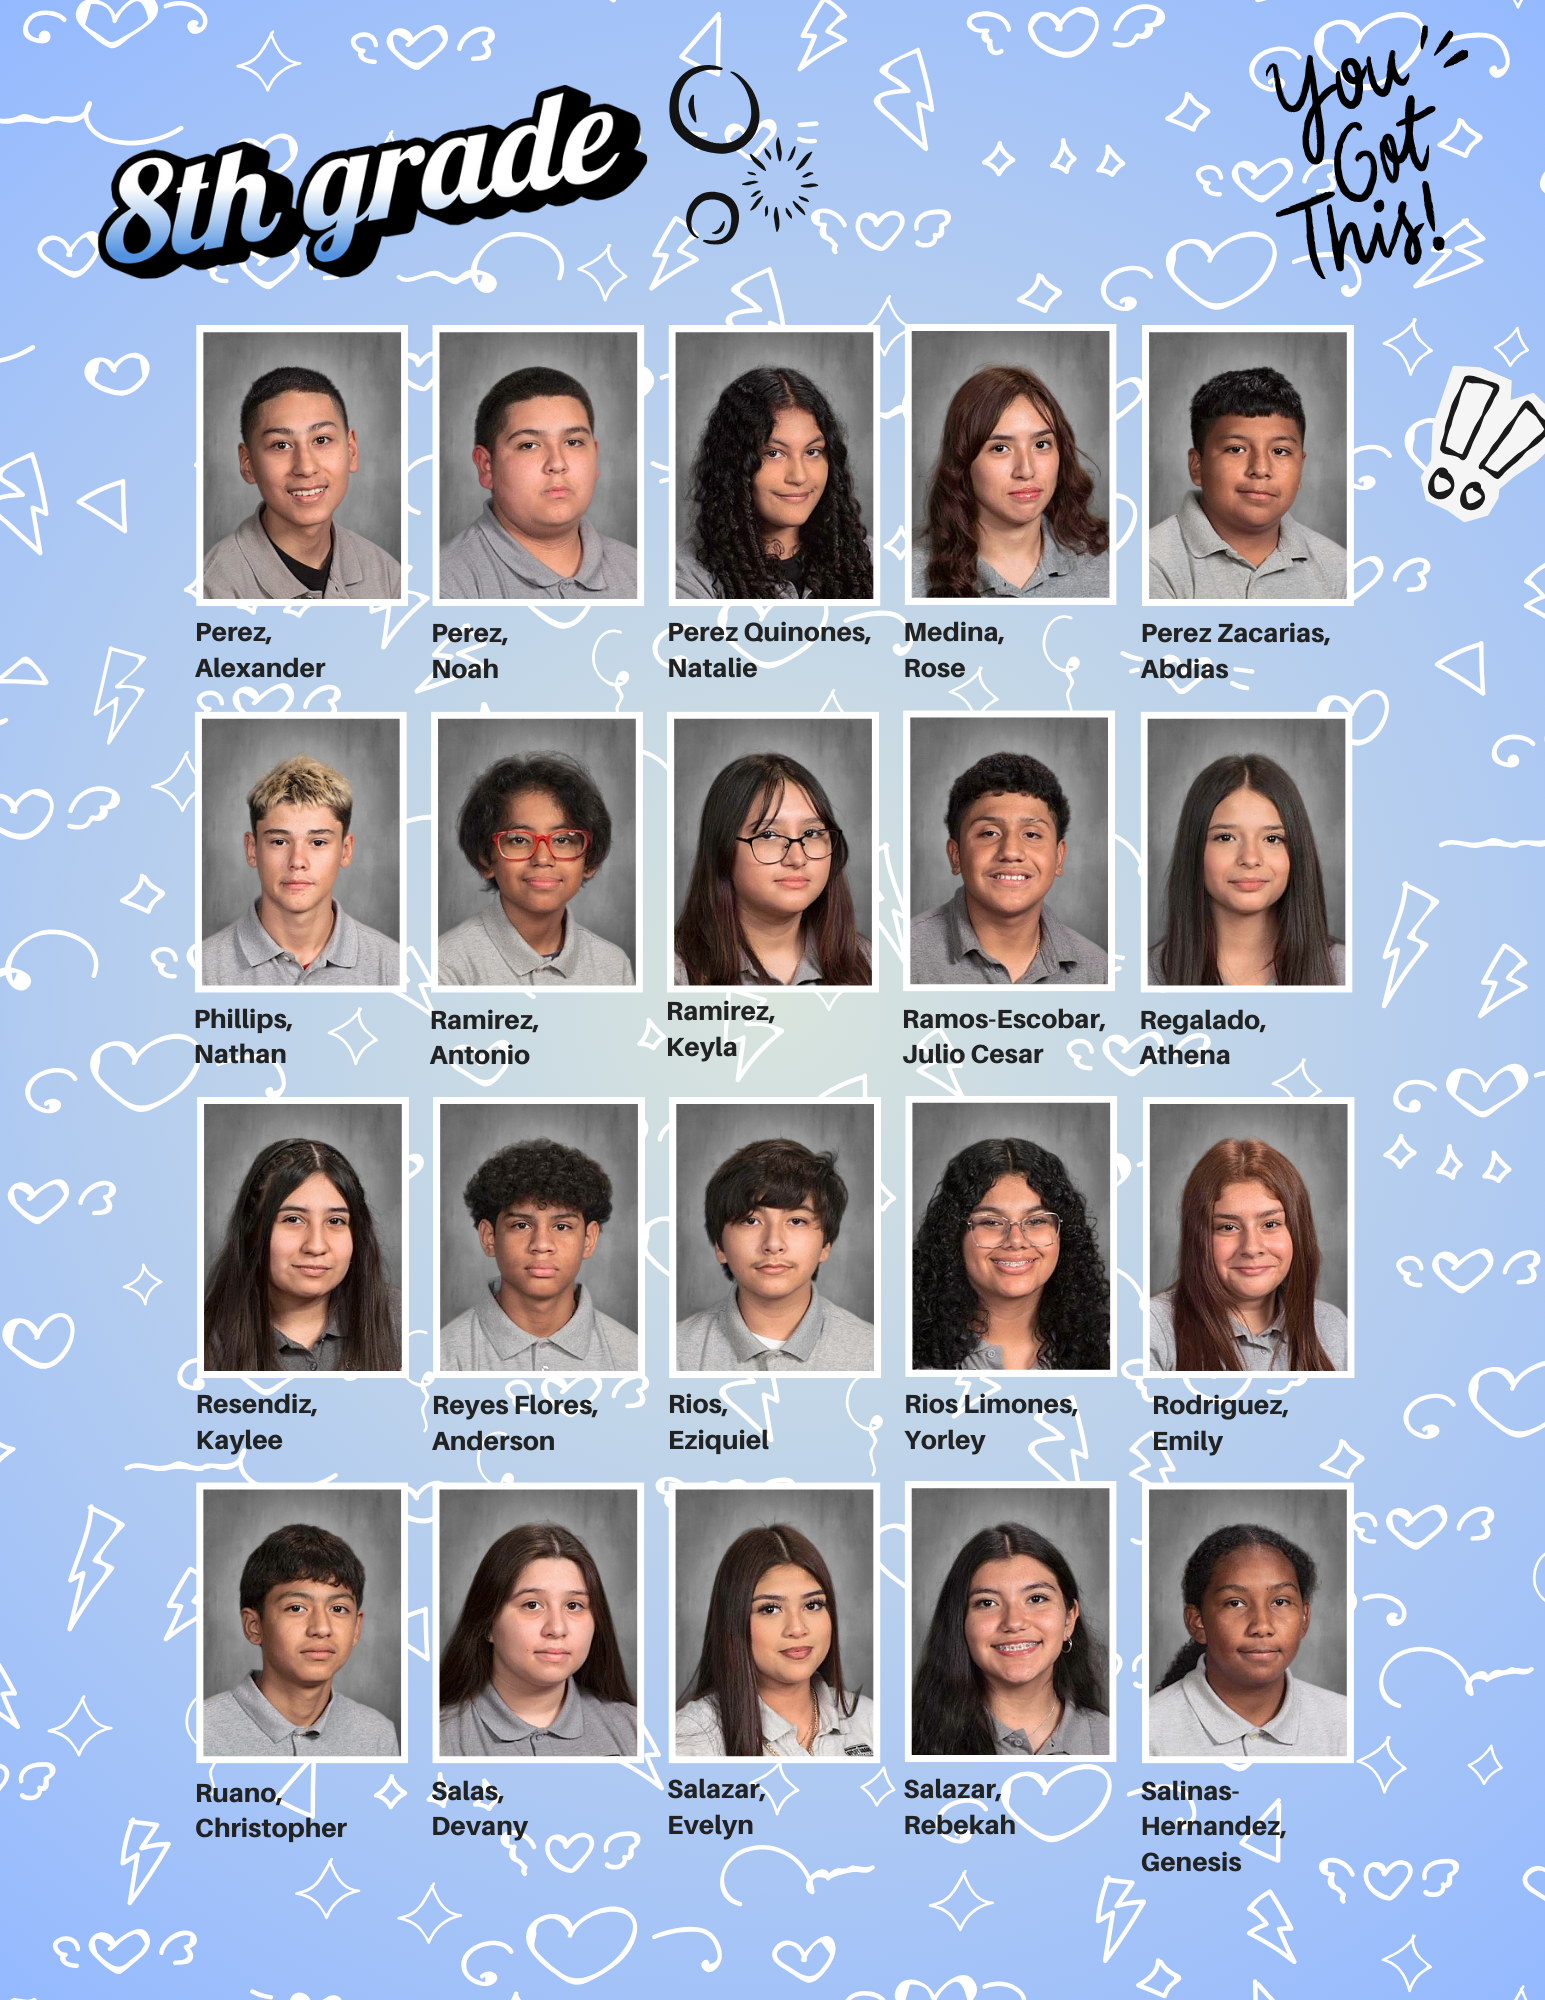 8th grade
You
Got
This!
Perez,
Alexander
Perez,
Noah
Perez Quinones,
Natalie
Medina,
Rose
Perez Zacarias,
Abdias
Phillips,
Nathan
Ramirez,
Antonio
Ramirez,
Keyla
Ramos-Escobar,
Julio Cesar
Regalado,
Athena
Resendiz,
Kaylee
Reyes Flores,
Anderson
Rios,
Eziquiel
Rios Limones,
Yorley
Rodriguez,
Emily
Ruano,
Christopher
Salas,
Devany
Salazar,
Evelyn
Salazar,
Rebekah
Salinas-
Hernandez,
Genesis